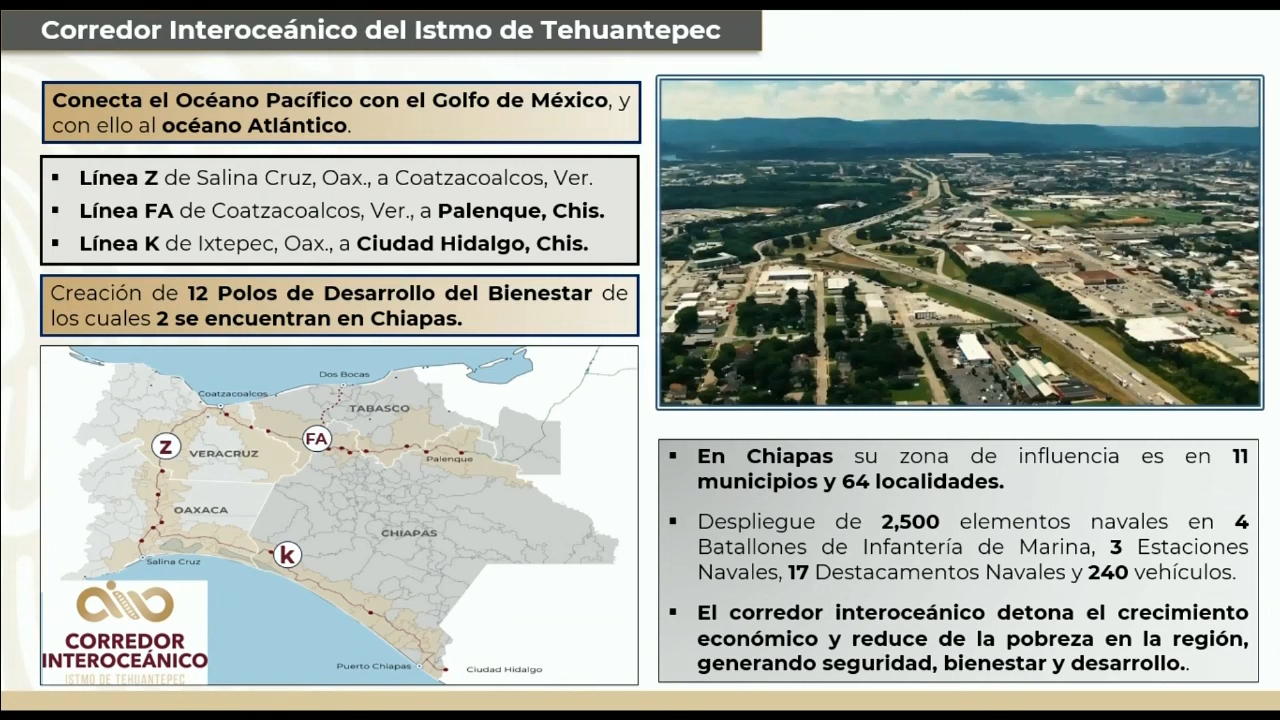 Corredor Interoceánico del Istmo de Tehuantepec
Conecta el Océano Pacífico con el Golfo de México, y
con ello al océano Atlántico.
▪ Línea Z de Salina Cruz, Oax., a Coatzacoalcos, Ver.
▪ Línea FA de Coatzacoalcos, Ver., a Palenque, Chis.
▪ Línea K de Ixtepec, Oax., a Ciudad Hidalgo, Chis.
Creación de 12 Polos de Desarrollo del Bienestar de
los cuales 2 se encuentran en Chiapas.
Dos Bocas
Coatzacoalcos
TABASCO
FA
Z
VERACRUZ
Palenque
OAXACA
CHIAPAS
k
Salina Cruz
CORREDOR
INTEROCEÁNICO
ISTMO DE TEHUANTEPEC
Puerto Chiapas
Ciudad Hidalgo
▪ En Chiapas su zona de influencia es en 11
municipios y 64 localidades.
▪ Despliegue de 2,500 elementos navales en 4
Batallones de Infantería de Marina, 3 Estaciones
Navales, 17 Destacamentos Navales y 240 vehículos.
▪ El corredor interoceánico detona el crecimiento
económico y reduce de la pobreza en la región,
generando seguridad, bienestar y desarrollo..